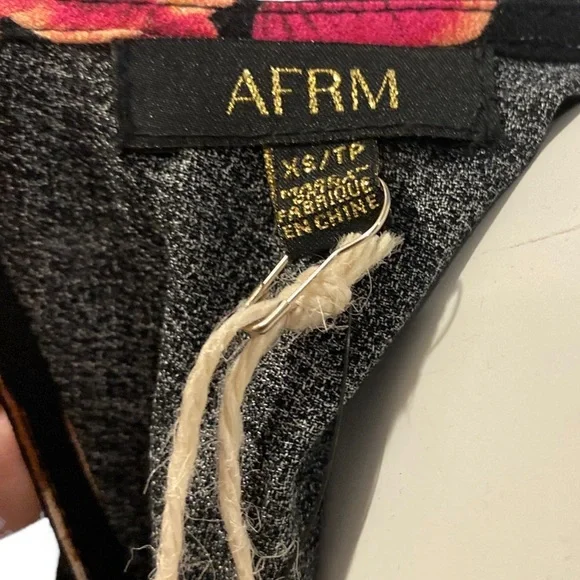 AFRM
XS/TP
FABRIQUE
EN CHINE